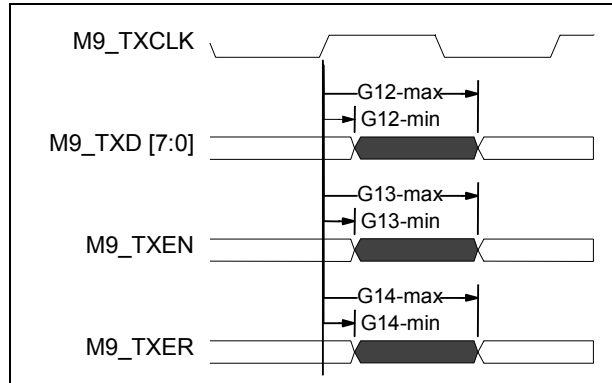 M9_TXCLK
G12-max
G12-min
M9_TXD [7:0]
G13-max
G13-min
M9_TXEN
G14-max
G14-min
M9_TXER